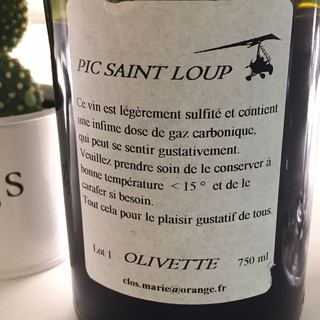 PIC SAINT LOUP
Ce vin est légèrement sulfité et contient
une infime dose de gaz carbonique,
qui peut se sentir gustativement.
Veuillez prendre soin de le conserver à
bonne température < 15 ° et de le
carafer si besoin.
Tout cela pour le plaisir gustatif de tous.
Lot 1 OLIVETTE 750 ml
clos.marie@orange.fr
S